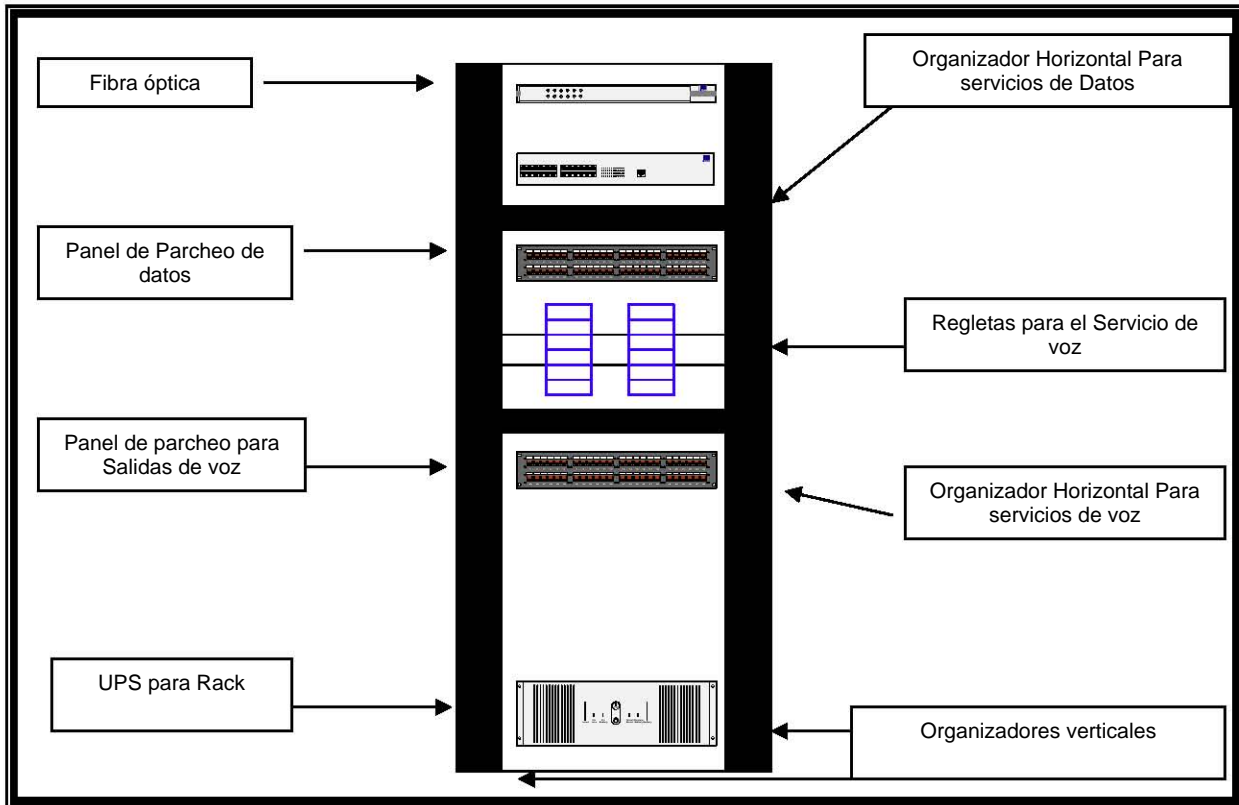 Fibra óptica
Organizador Horizontal Para
servicios de Datos
Panel de Parcheo de
datos
Regletas para el Servicio de
voz
Panel de parcheo para
Salidas de voz
Organizador Horizontal Para
servicios de voz
UPS para Rack
Organizadores verticales